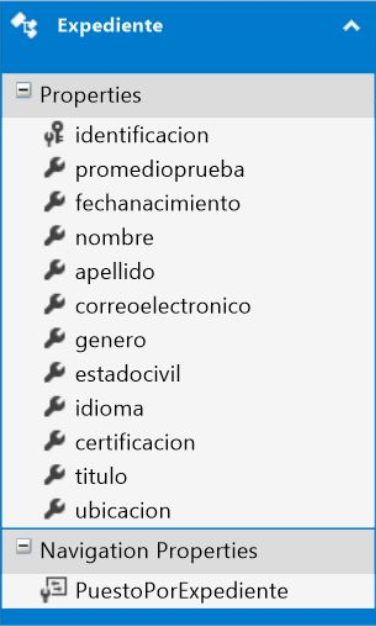 Expediente
Properties
identificacion
promedioprueba
fechanacimiento
nombre
apellido
correoelectronico
genero
estadocivil
idioma
certificacion
titulo
ubicacion
Navigation Properties
PuestoPorExpediente